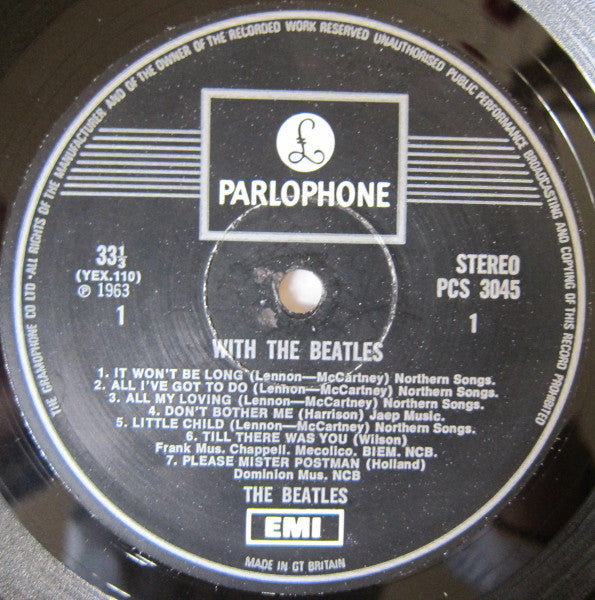 THE GRAMOPHONE CO LTD · ALL RIGHTS OF THE MANUFACTURER AND OF THE OWNER OF THE RECORDED WORK RESERVED UNAUTHORISED PUBLIC PERFORMANCE BROADCASTING AND COPYING OF THIS RECORD PROHIBITED
£
PARLOPHONE
33⅓
(YEX.110)
℗ 1963
1
STEREO
PCS 3045
1
WITH THE BEATLES
1. IT WON'T BE LONG (Lennon—McCartney) Northern Songs.
2. ALL I'VE GOT TO DO (Lennon—McCartney) Northern Songs.
3. ALL MY LOVING (Lennon—McCartney) Northern Songs.
4. DON'T BOTHER ME (Harrison) Jaep Music.
5. LITTLE CHILD (Lennon—McCartney) Northern Songs.
6. TILL THERE WAS YOU (Wilson)
Frank Mus. Chappell. Mecolico. BIEM. NCB.
7. PLEASE MISTER POSTMAN (Holland)
Dominion Mus. NCB
THE BEATLES
EMI
MADE IN GT BRITAIN